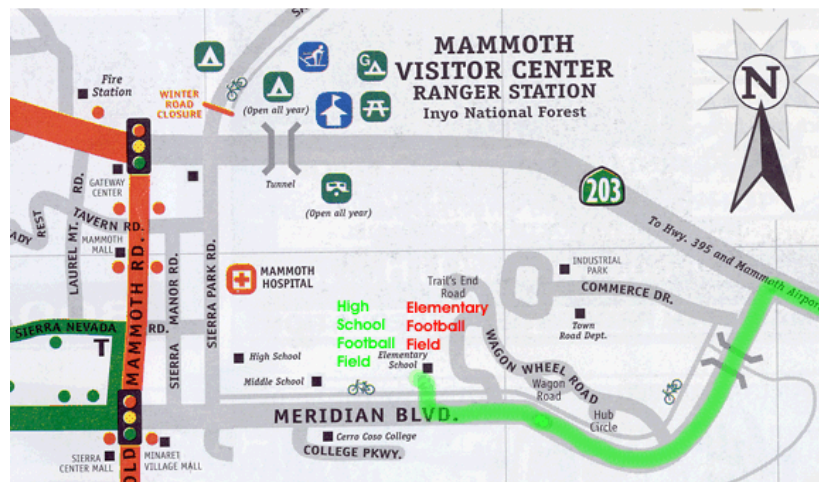 SA
MAMMOTH
VISITOR CENTER
RANGER STATION
Inyo National Forest
N
Fire
Station
WINTER
ROAD
CLOSURE
(Open all year)
G
Tunnel
(Open all year)
203
To Hwy. 395 and Mammoth Airport
GATEWAY
CENTER
RD.
TAVERN RD.
ADY
REST
MAMMOTH
MALL
LAUREL MT.
MAMMOTH RD.
MANOR RD.
SIERRA
SIERRA PARK RD.
MAMMOTH
HOSPITAL
INDUSTRIAL
PARK
COMMERCE DR.
Town
Road Dept.
Trail's End
Road
High
School
Football
Field
Elementary
Football
Field
Elementary
School
SIERRA NEVADA RD.
T
High School
Middle School
WAGON WHEEL ROAD
Wagon
Road
Hub
Circle
MERIDIAN BLVD.
Cerro Coso College
COLLEGE PKWY.
SIERRA
CENTER MALL
OLD
MINARET
VILLAGE MALL